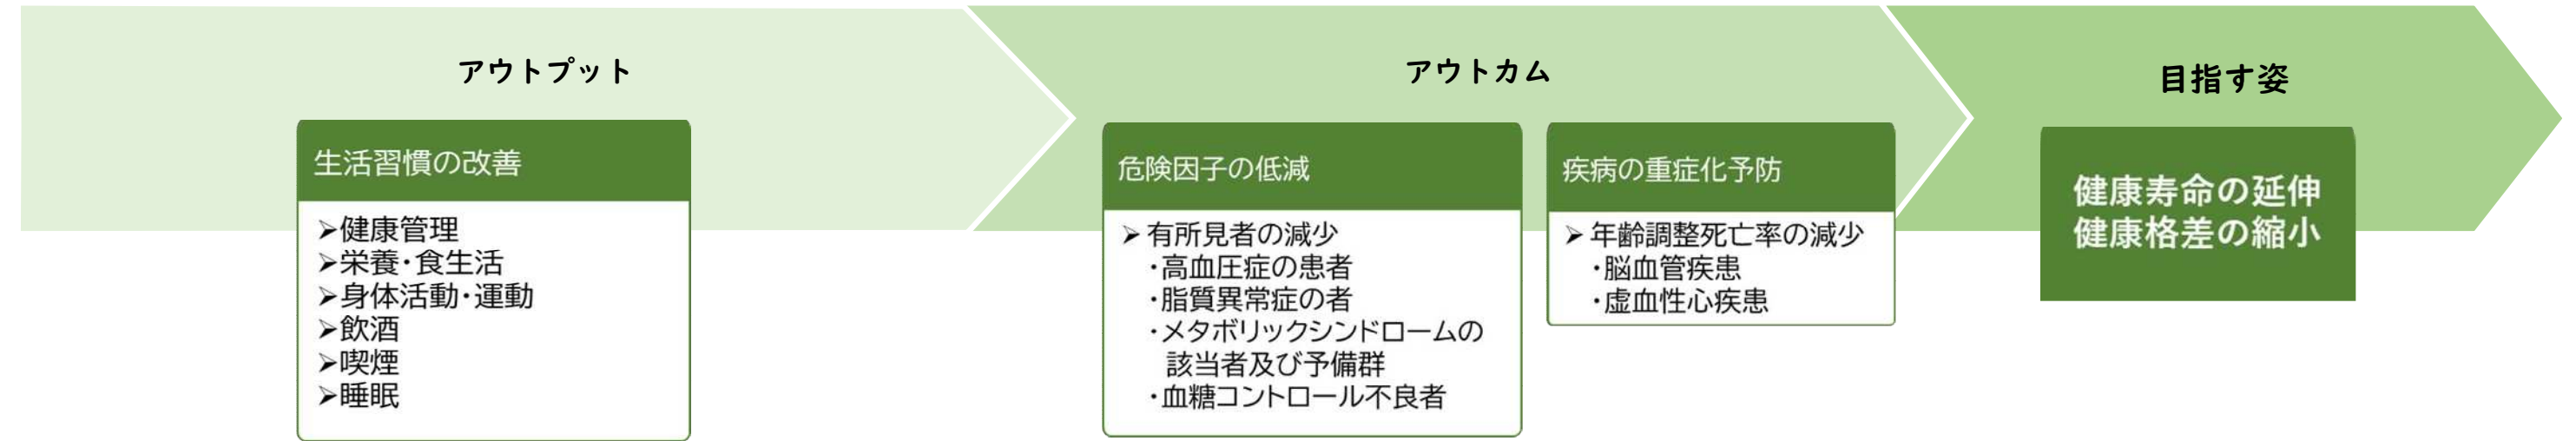 アウトプット
生活習慣の改善
➢健康管理
➢栄養・食生活
➢身体活動・運動
➢飲酒
➢喫煙
➢睡眠
アウトカム
危険因子の低減
➢有所見者の減少
・高血圧症の患者
・脂質異常症の者
・メタボリックシンドロームの
該当者及び予備群
・血糖コントロール不良者
疾病の重症化予防
➢年齢調整死亡率の減少
・脳血管疾患
・虚血性心疾患
目指す姿
健康寿命の延伸
健康格差の縮小